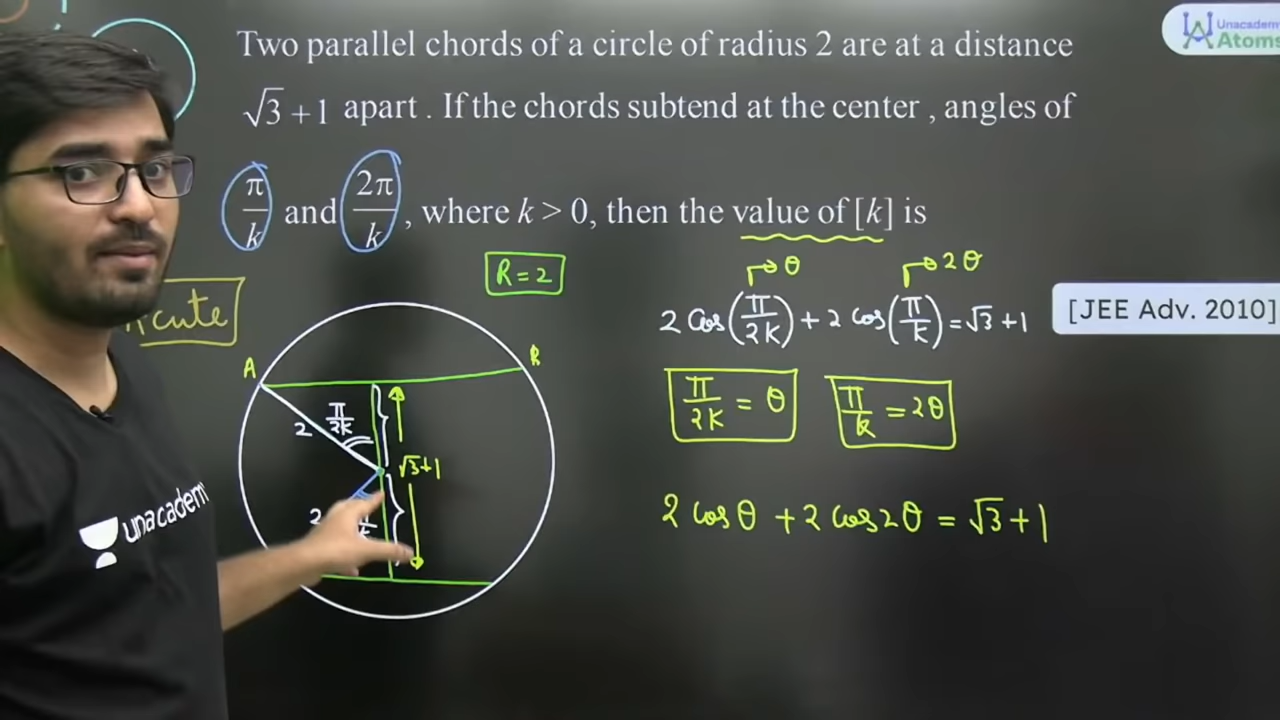 Two parallel chords of a circle of radius 2 are at a distance
√3 + 1 apart . If the chords subtend at the center , angles of
π/k and 2π/k , where k > 0, then the value of [k] is
Unacademy
Atoms
[JEE Adv. 2010]
R = 2
Acute
→ θ → 2θ
2 cos(π/2k) + 2 cos(π/k) = √3 + 1
π/2k = θ π/k = 2θ
2 cosθ + 2 cos2θ = √3 + 1
A
2 π/2k
√3+1
2
unacademy